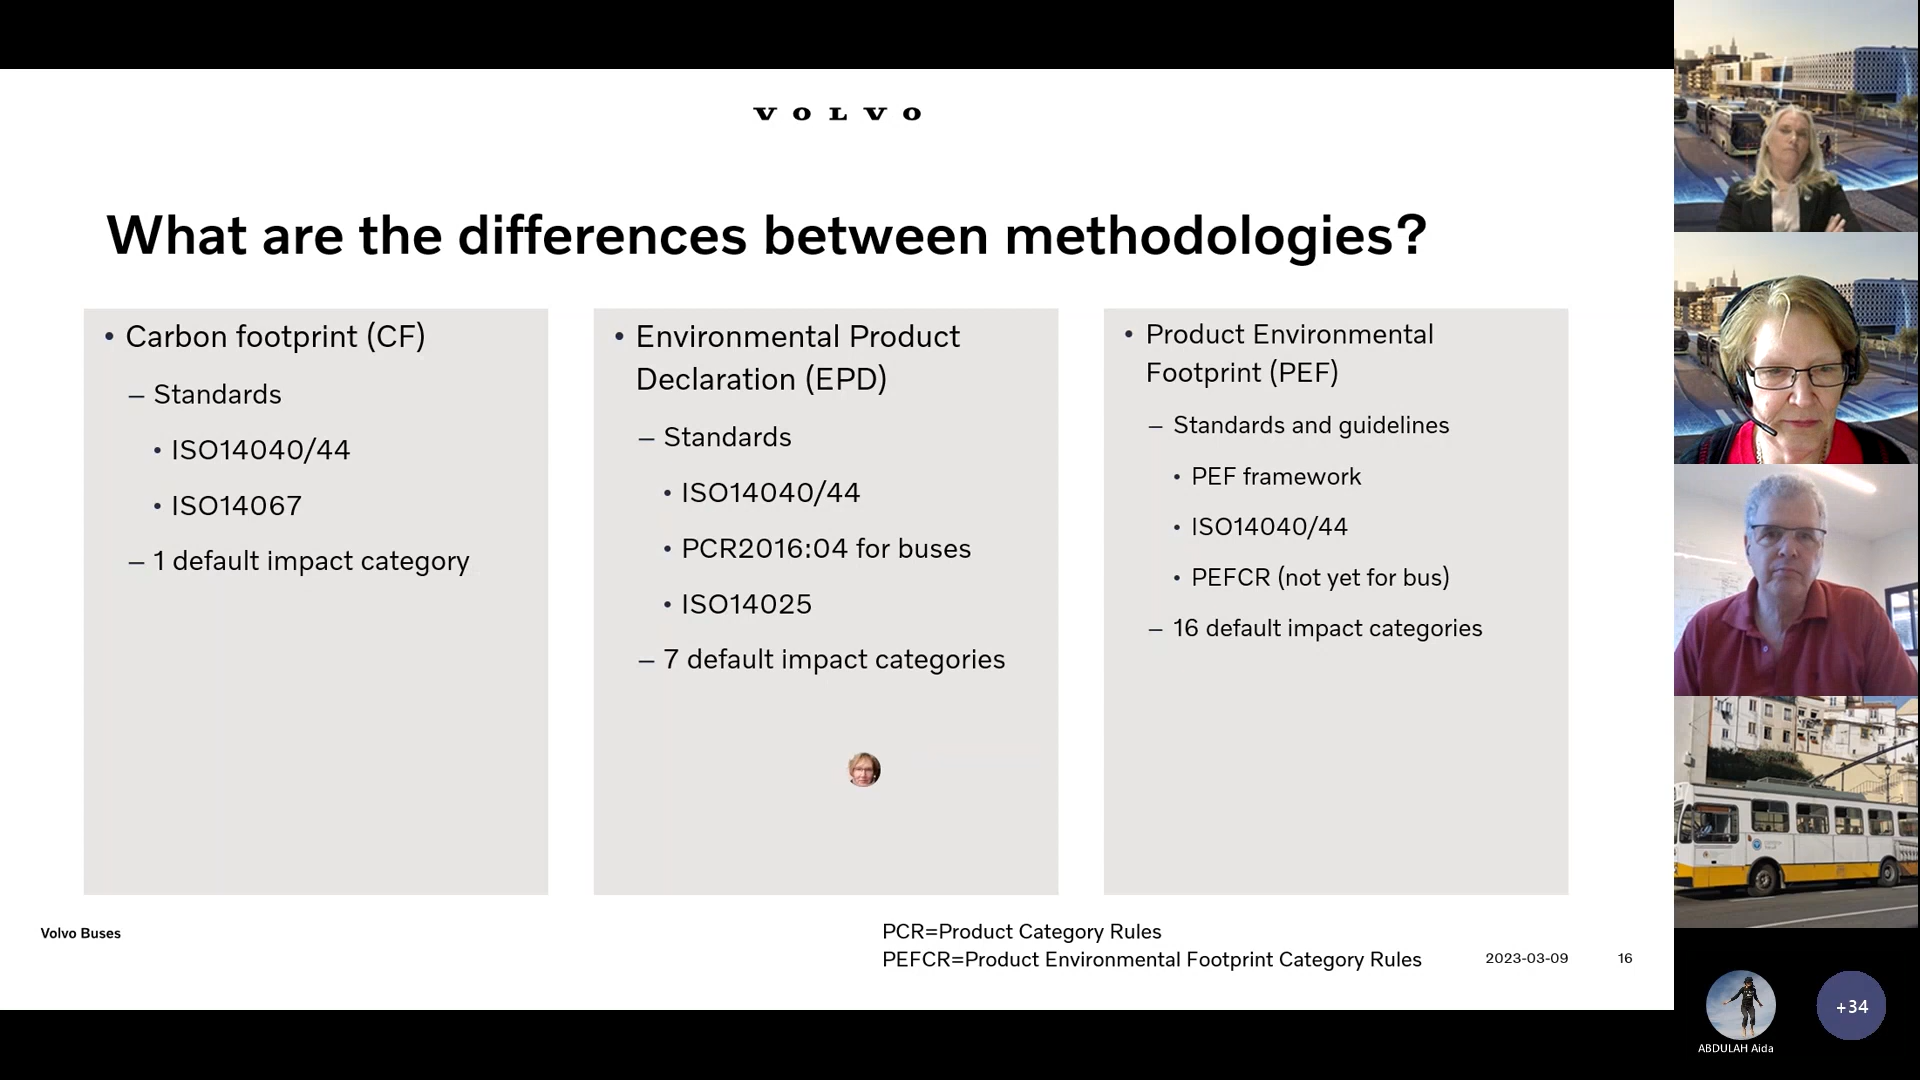 VOLVO
What are the differences between methodologies?
• Carbon footprint (CF)
– Standards
• ISO14040/44
• ISO14067
– 1 default impact category
• Environmental Product
Declaration (EPD)
– Standards
• ISO14040/44
• PCR2016:04 for buses
• ISO14025
– 7 default impact categories
• Product Environmental
Footprint (PEF)
– Standards and guidelines
• PEF framework
• ISO14040/44
• PEFCR (not yet for bus)
– 16 default impact categories
Volvo Buses
PCR=Product Category Rules
PEFCR=Product Environmental Footprint Category Rules
2023-03-09
16
ABDULAH Aida
+34